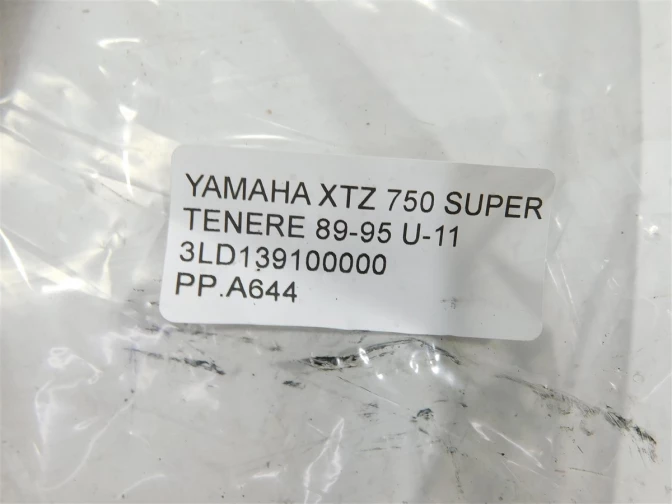 YAMAHA XTZ 750 SUPER
TENERE 89-95 U-11
3LD139100000
PP.A644